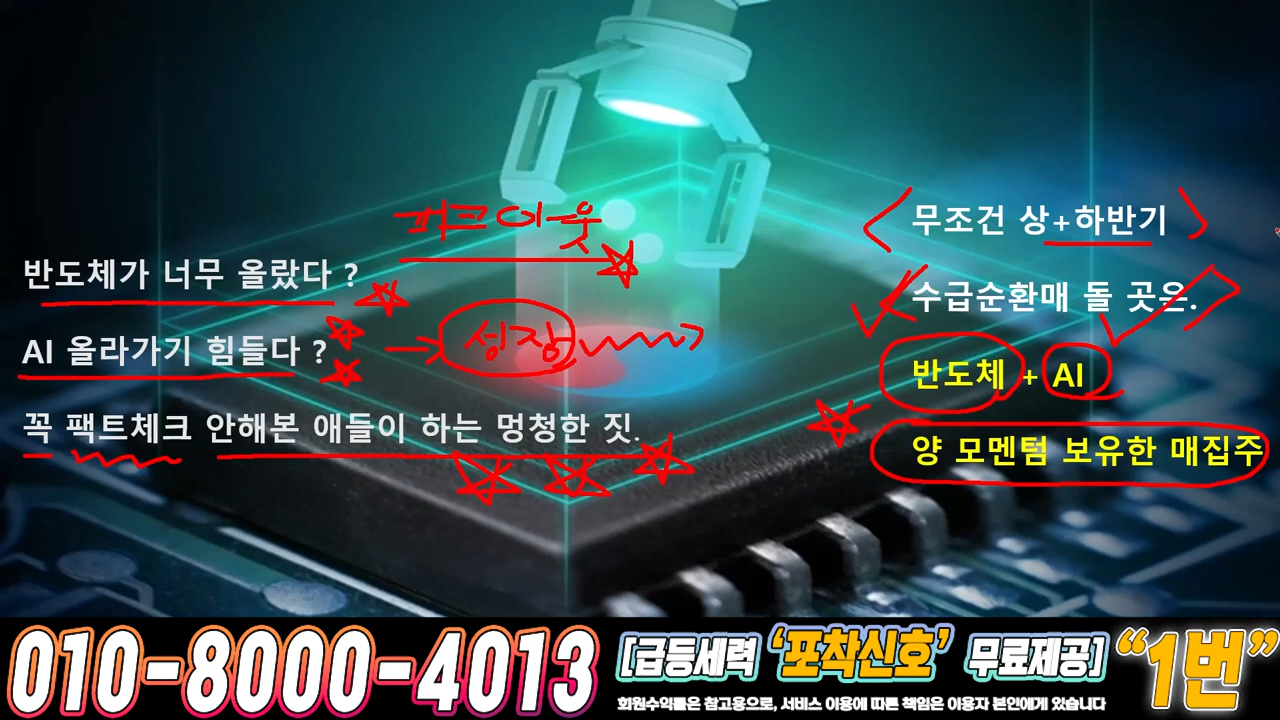 피크이웃
반도체가 너무 올랐다 ?
AI 올라가기 힘들다 ?
성장
꼭 팩트체크 안해본 애들이 하는 멍청한 짓.
무조건 상+하반기
수급순환매 돌 곳은.
반도체 + AI
양 모멘텀 보유한 매집주
010-8000-4013
[급등세력 '포착신호' 무료제공] "1번"
회원수익률은 참고용으로, 서비스 이용에 따른 책임은 이용자 본인에게 있습니다